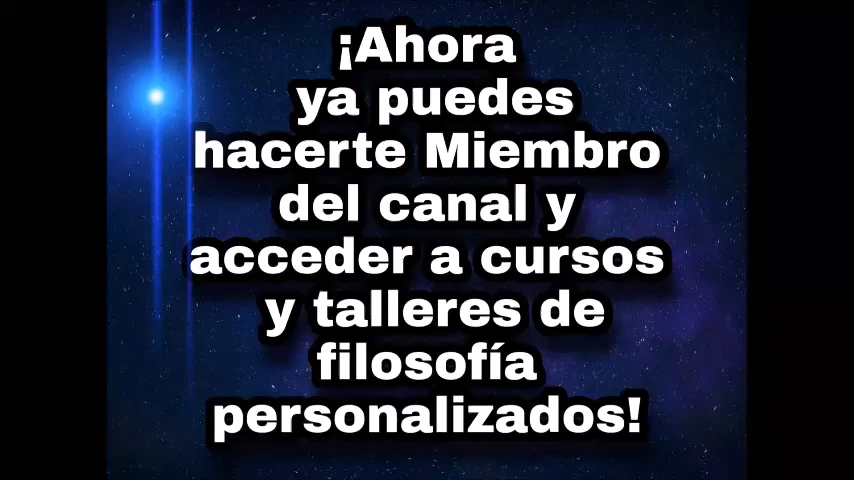 ¡Ahora
ya puedes
hacerte Miembro
del canal y
acceder a cursos
y talleres de
filosofía
personalizados!